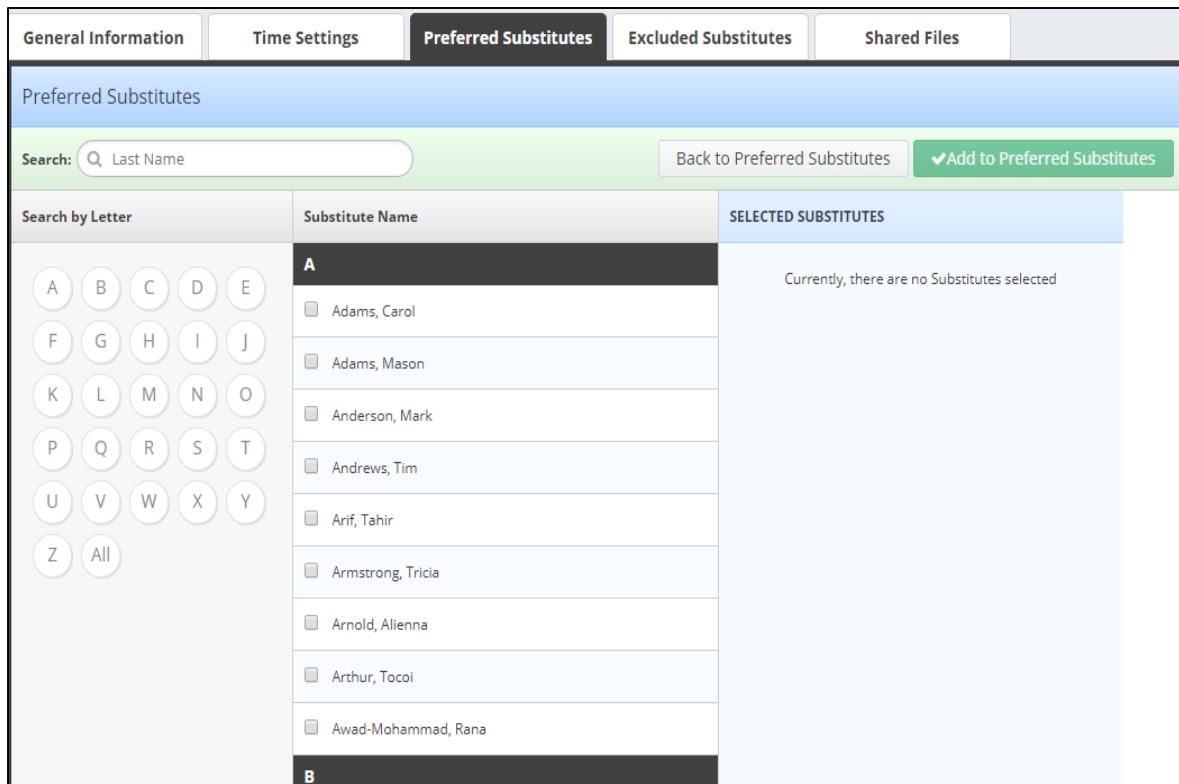 General Information Time Settings Preferred Substitutes Excluded Substitutes Shared Files
Preferred Substitutes
Search: Last Name Back to Preferred Substitutes ✔Add to Preferred Substitutes
Search by Letter Substitute Name SELECTED SUBSTITUTES
A B C D E
F G H I J
K L M N O
P Q R S T
U V W X Y
Z All
A
Adams, Carol
Adams, Mason
Anderson, Mark
Andrews, Tim
Arif, Tahir
Armstrong, Tricia
Arnold, Alienna
Arthur, Tocoi
Awad-Mohammad, Rana
B
Currently, there are no Substitutes selected